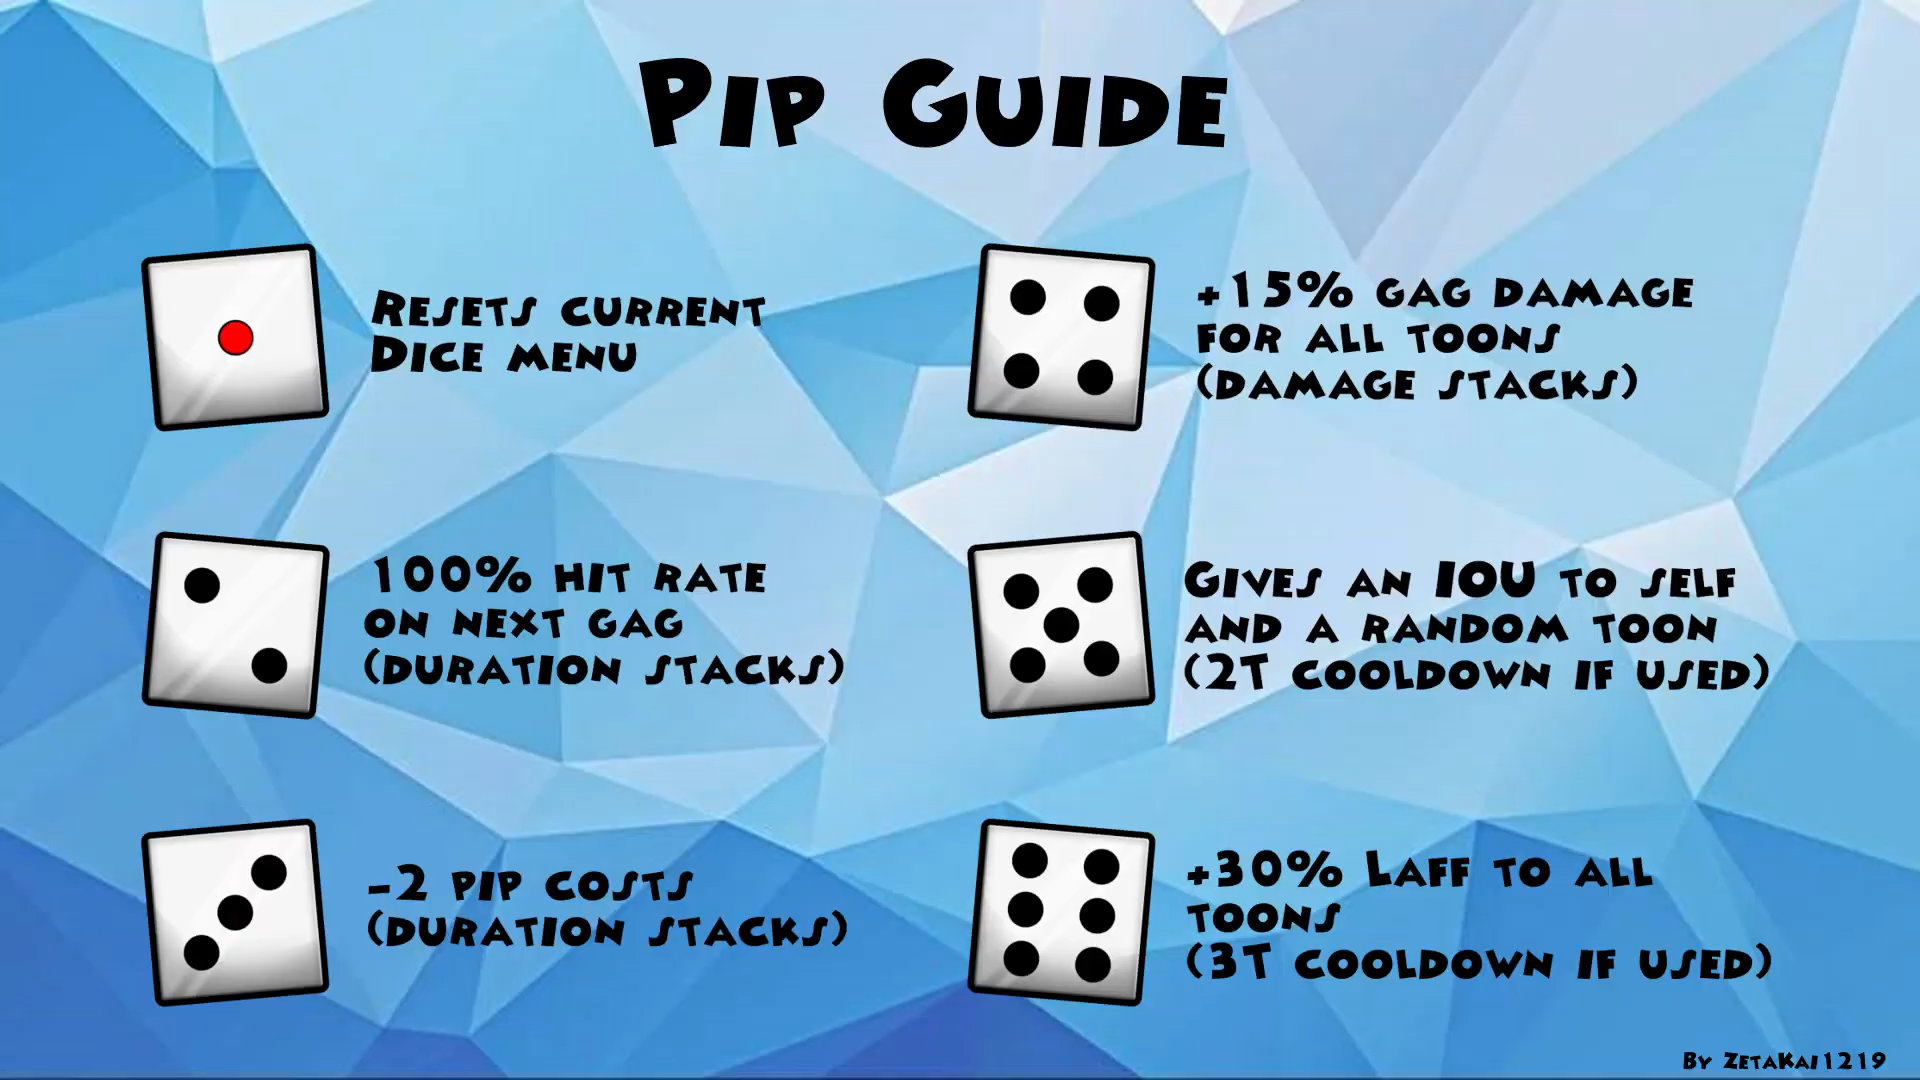 Pip Guide
Resets current
Dice menu
100% hit rate
on next gag
(duration stacks)
-2 pip costs
(duration stacks)
+15% gag damage
for all toons
(damage stacks)
Gives an IOU to self
and a random toon
(2T cooldown if used)
+30% Laff to all
toons
(3T cooldown if used)
By ZetaKai1219